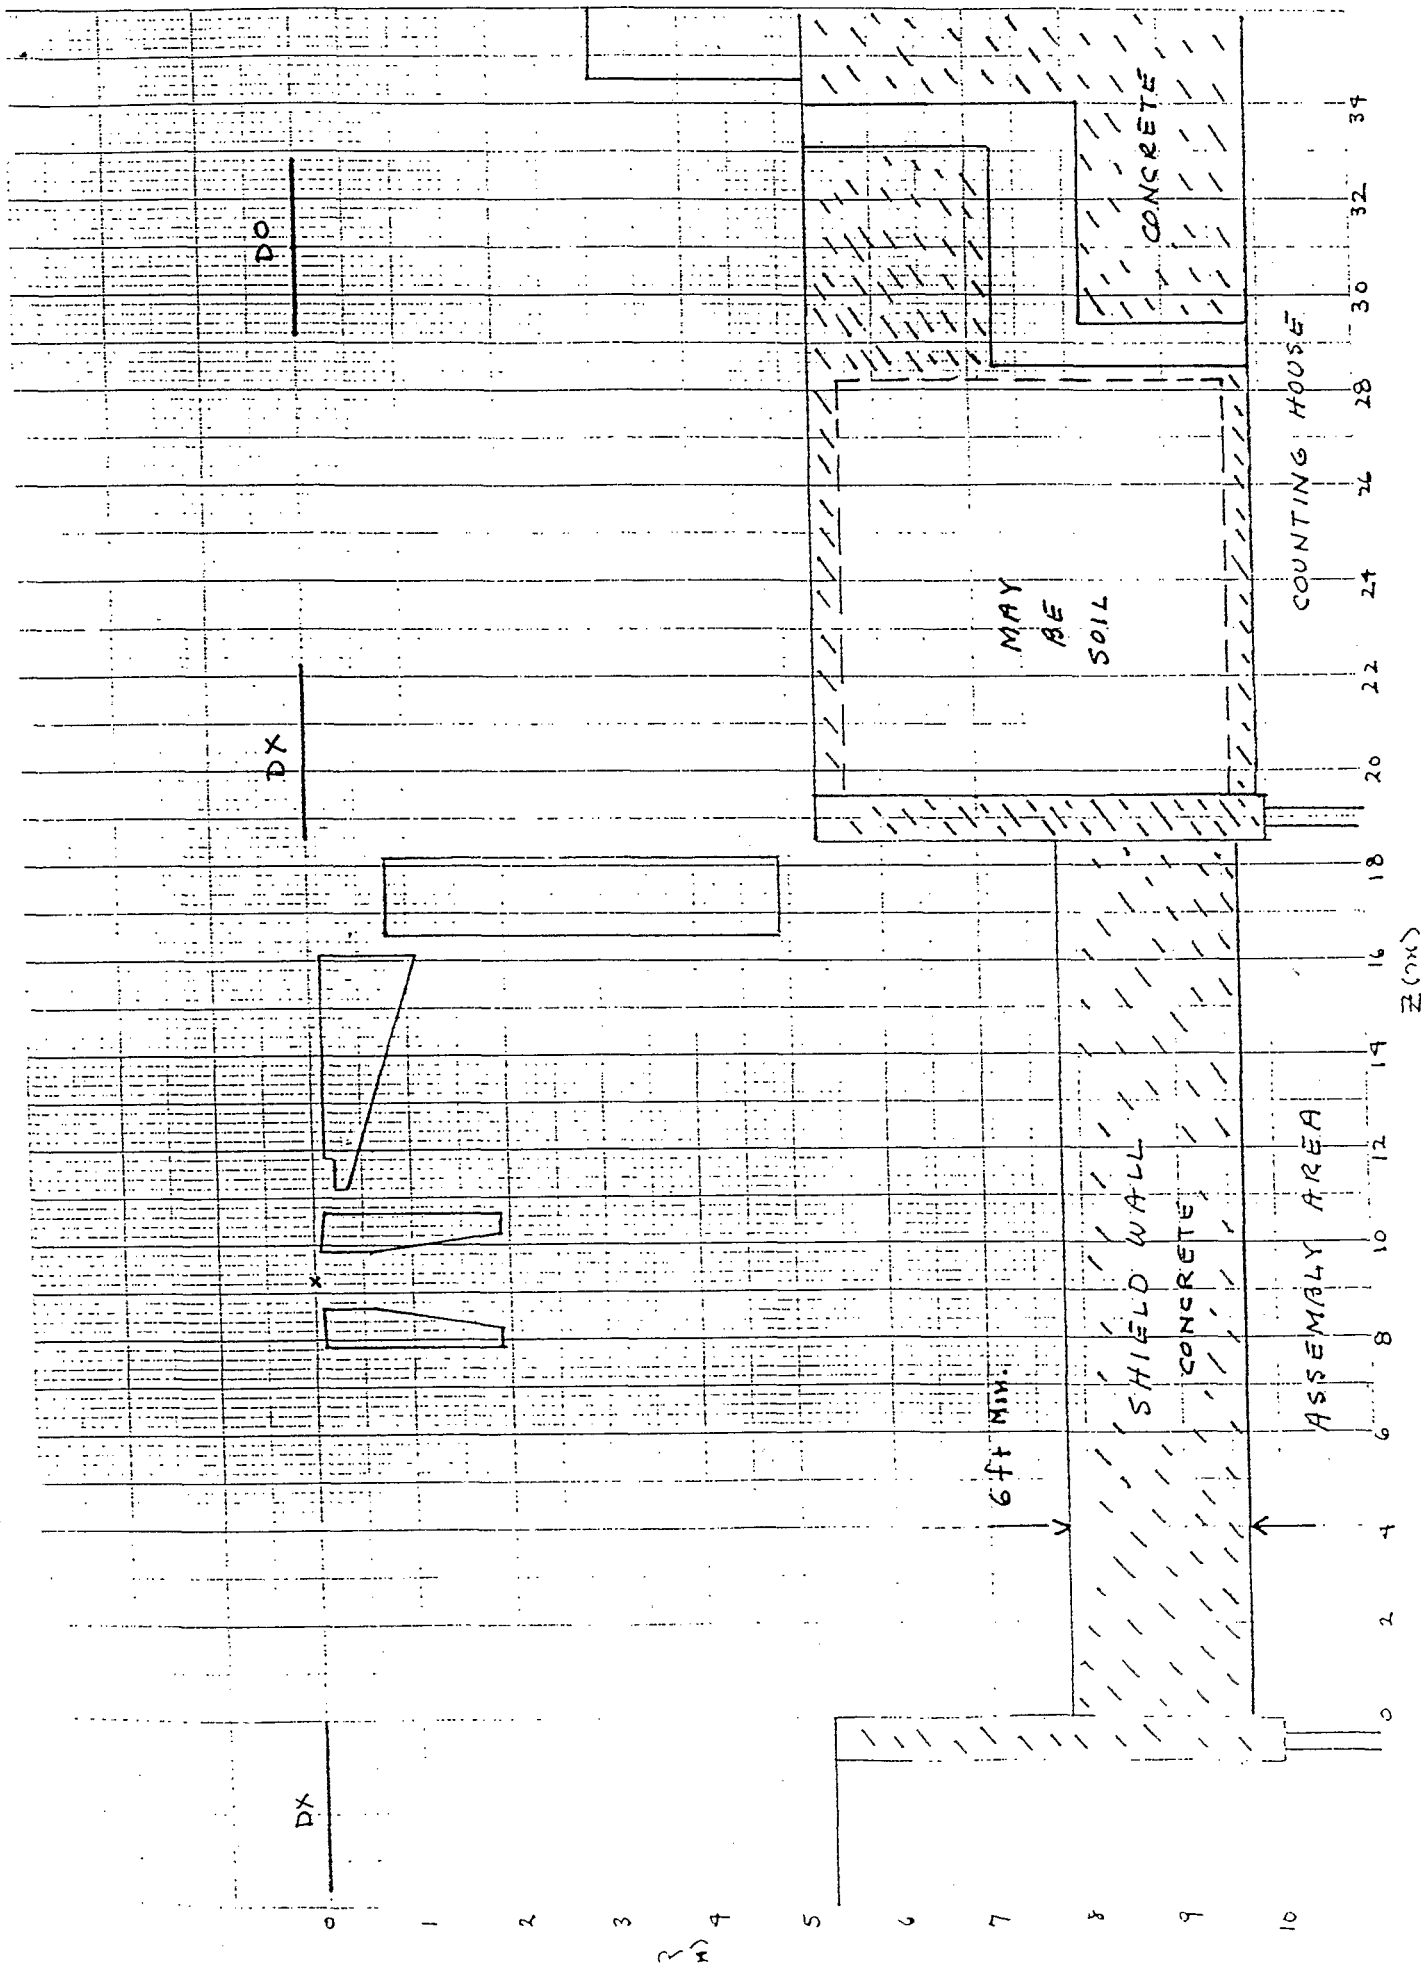 DO
DX
DX
CONCRETE
MAY
BE
SOIL
COUNTING HOUSE
6 ft MIN.
SHIELD WALL
CONCRETE
ASSEMBLY AREA
0 2 4 6 8 10 12 14 16 18 20 22 24 26 28 30 32 34
Z (m)
0 1 2 3 4 5 6 7 8 9 10